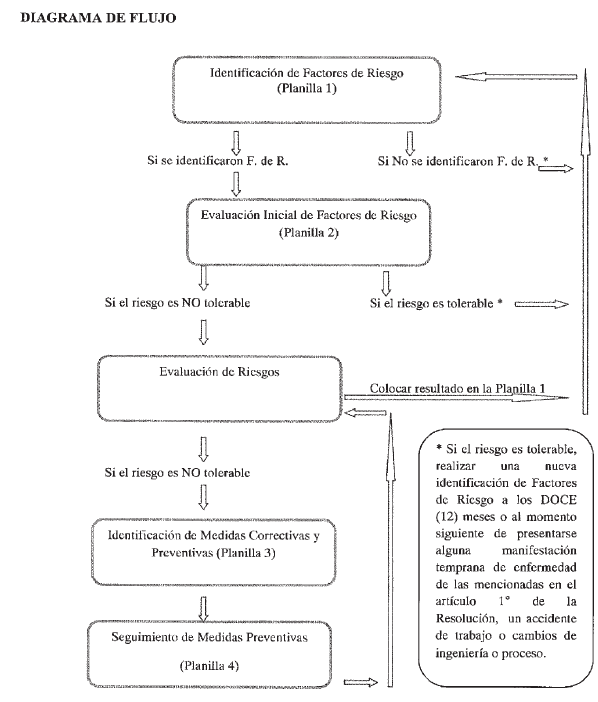 DIAGRAMA DE FLUJO
Identificación de Factores de Riesgo
(Planilla 1)
Si se identificaron F. de R.
Si No se identificaron F. de R. *
Evaluación Inicial de Factores de Riesgo
(Planilla 2)
Si el riesgo es NO tolerable
Si el riesgo es tolerable *
Evaluación de Riesgos
Colocar resultado en la Planilla 1
Si el riesgo es NO tolerable
Identificación de Medidas Correctivas y
Preventivas (Planilla 3)
Seguimiento de Medidas Preventivas
(Planilla 4)
* Si el riesgo es tolerable,
realizar una nueva
identificación de Factores
de Riesgo a los DOCE
(12) meses o al momento
siguiente de presentarse
alguna manifestación
temprana de enfermedad
de las mencionadas en el
artículo 1° de la
Resolución, un accidente
de trabajo o cambios de
ingeniería o proceso.